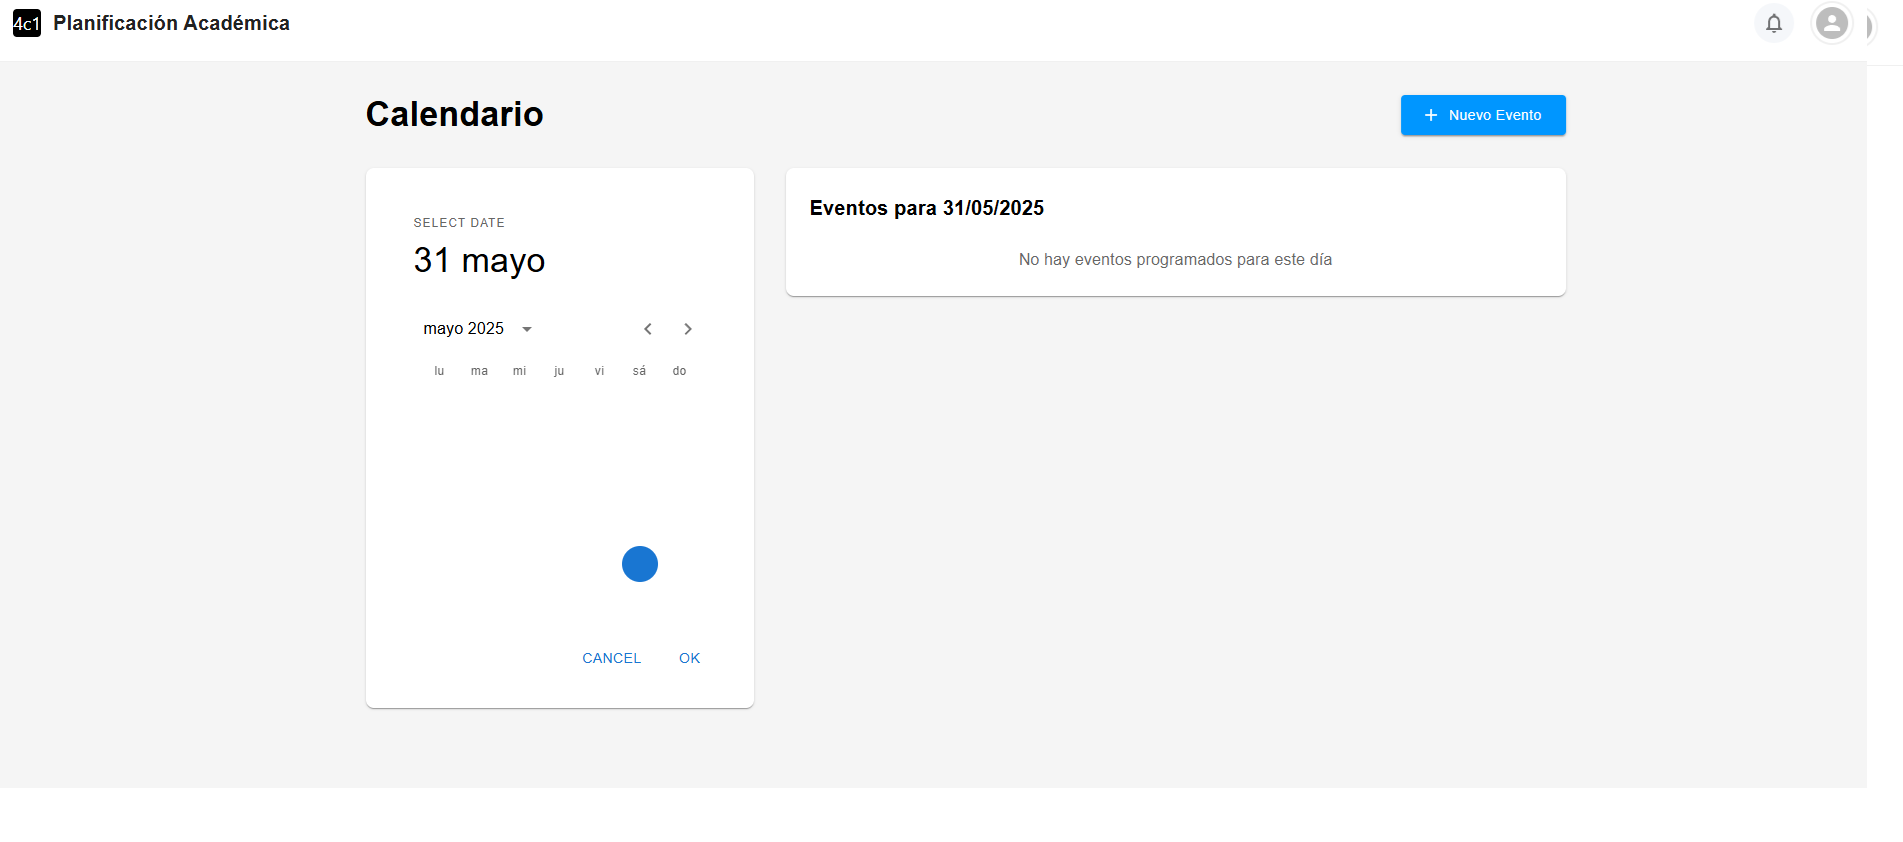 4c1 Planificación Académica
Calendario
Nuevo Evento
SELECT DATE
31 mayo
mayo 2025
lu ma mi ju vi sá do
CANCEL OK
Eventos para 31/05/2025
No hay eventos programados para este día